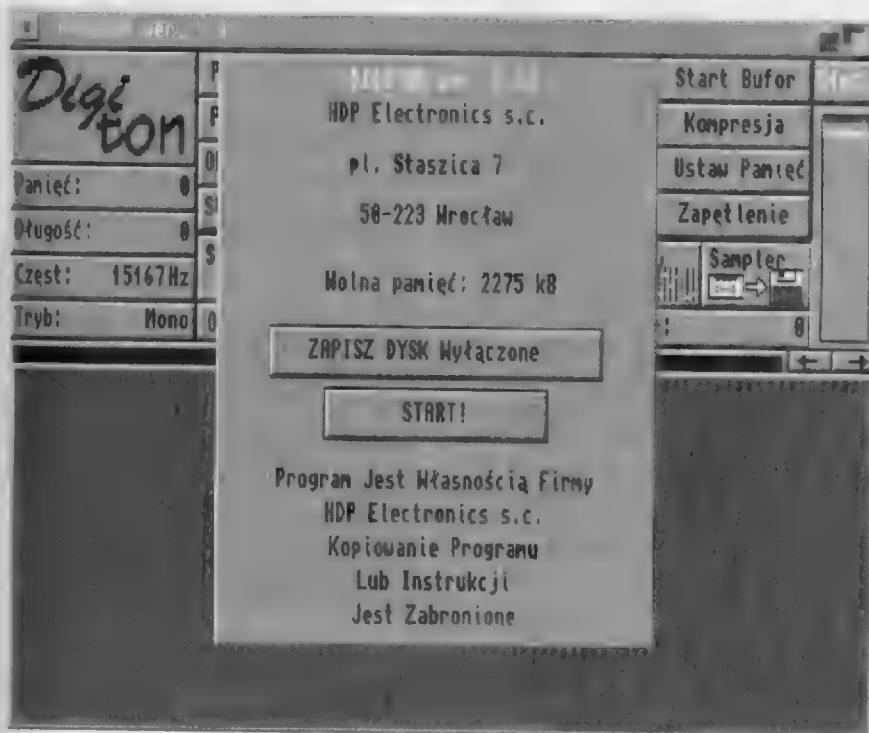 Digi
ton
Pamięć: 0
Długość: 0
Częst: 15167Hz
Tryb: Mono
HDP Electronics s.c.
pl. Staszica 7
50-223 Wrocław
Wolna pamięć: 2275 kB
ZAPISZ DYSK Wyłączone
START!
Program Jest Własnością Firmy
HDP Electronics s.c.
Kopiowanie Programu
Lub Instrukcji
Jest Zabronione
Start Bufor
Kompresja
Ustaw Pamięć
Zapętlenie
Sampler
0